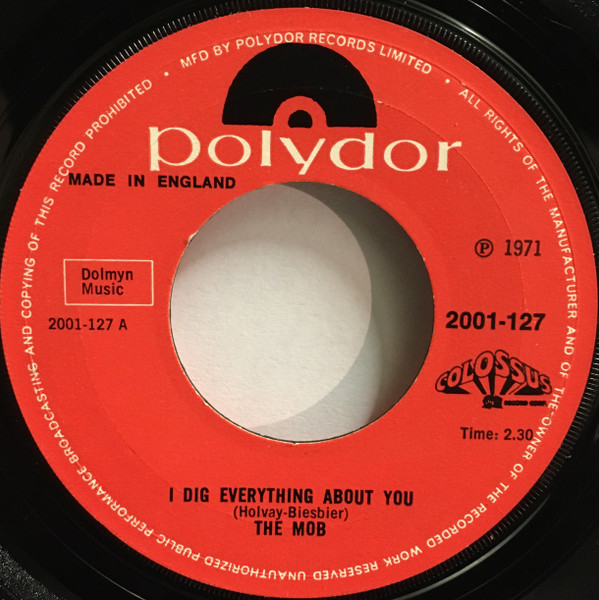 MFD BY POLYDOR RECORDS LIMITED • ALL RIGHTS OF THE MANUFACTURER AND OF THE OWNER OF THE RECORDED WORK RESERVED UNAUTHORIZED PUBLIC PERFORMANCE BROADCASTING AND COPYING OF THIS RECORD PROHIBITED •
polydor
MADE IN ENGLAND
℗ 1971
Dolmyn
Music
2001-127 A
2001-127
COLOSSUS
RECORD CORP.
Time: 2.30
I DIG EVERYTHING ABOUT YOU
(Holvay-Biesbier)
THE MOB